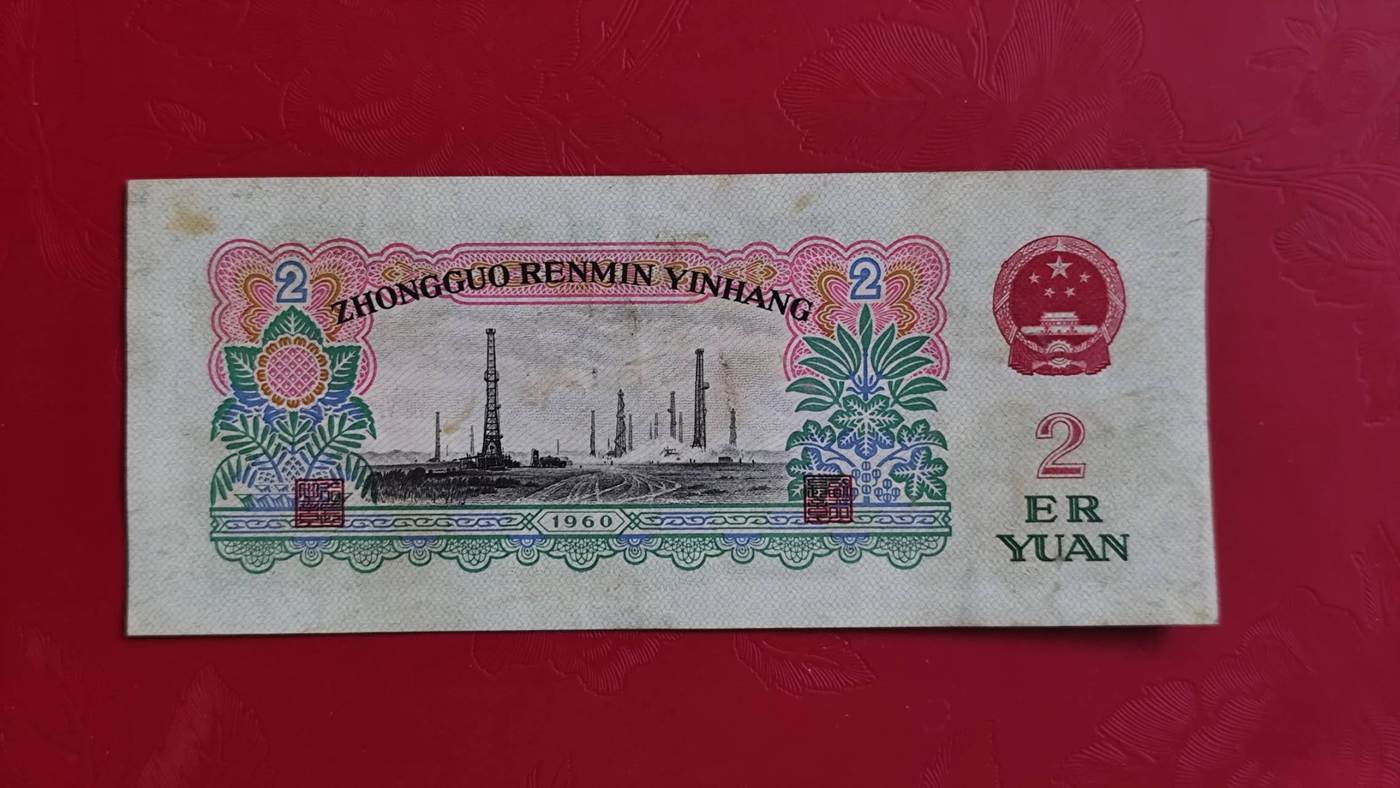 2
ZHONGGUO RENMIN YINHANG
2
1960
2
ER
YUAN